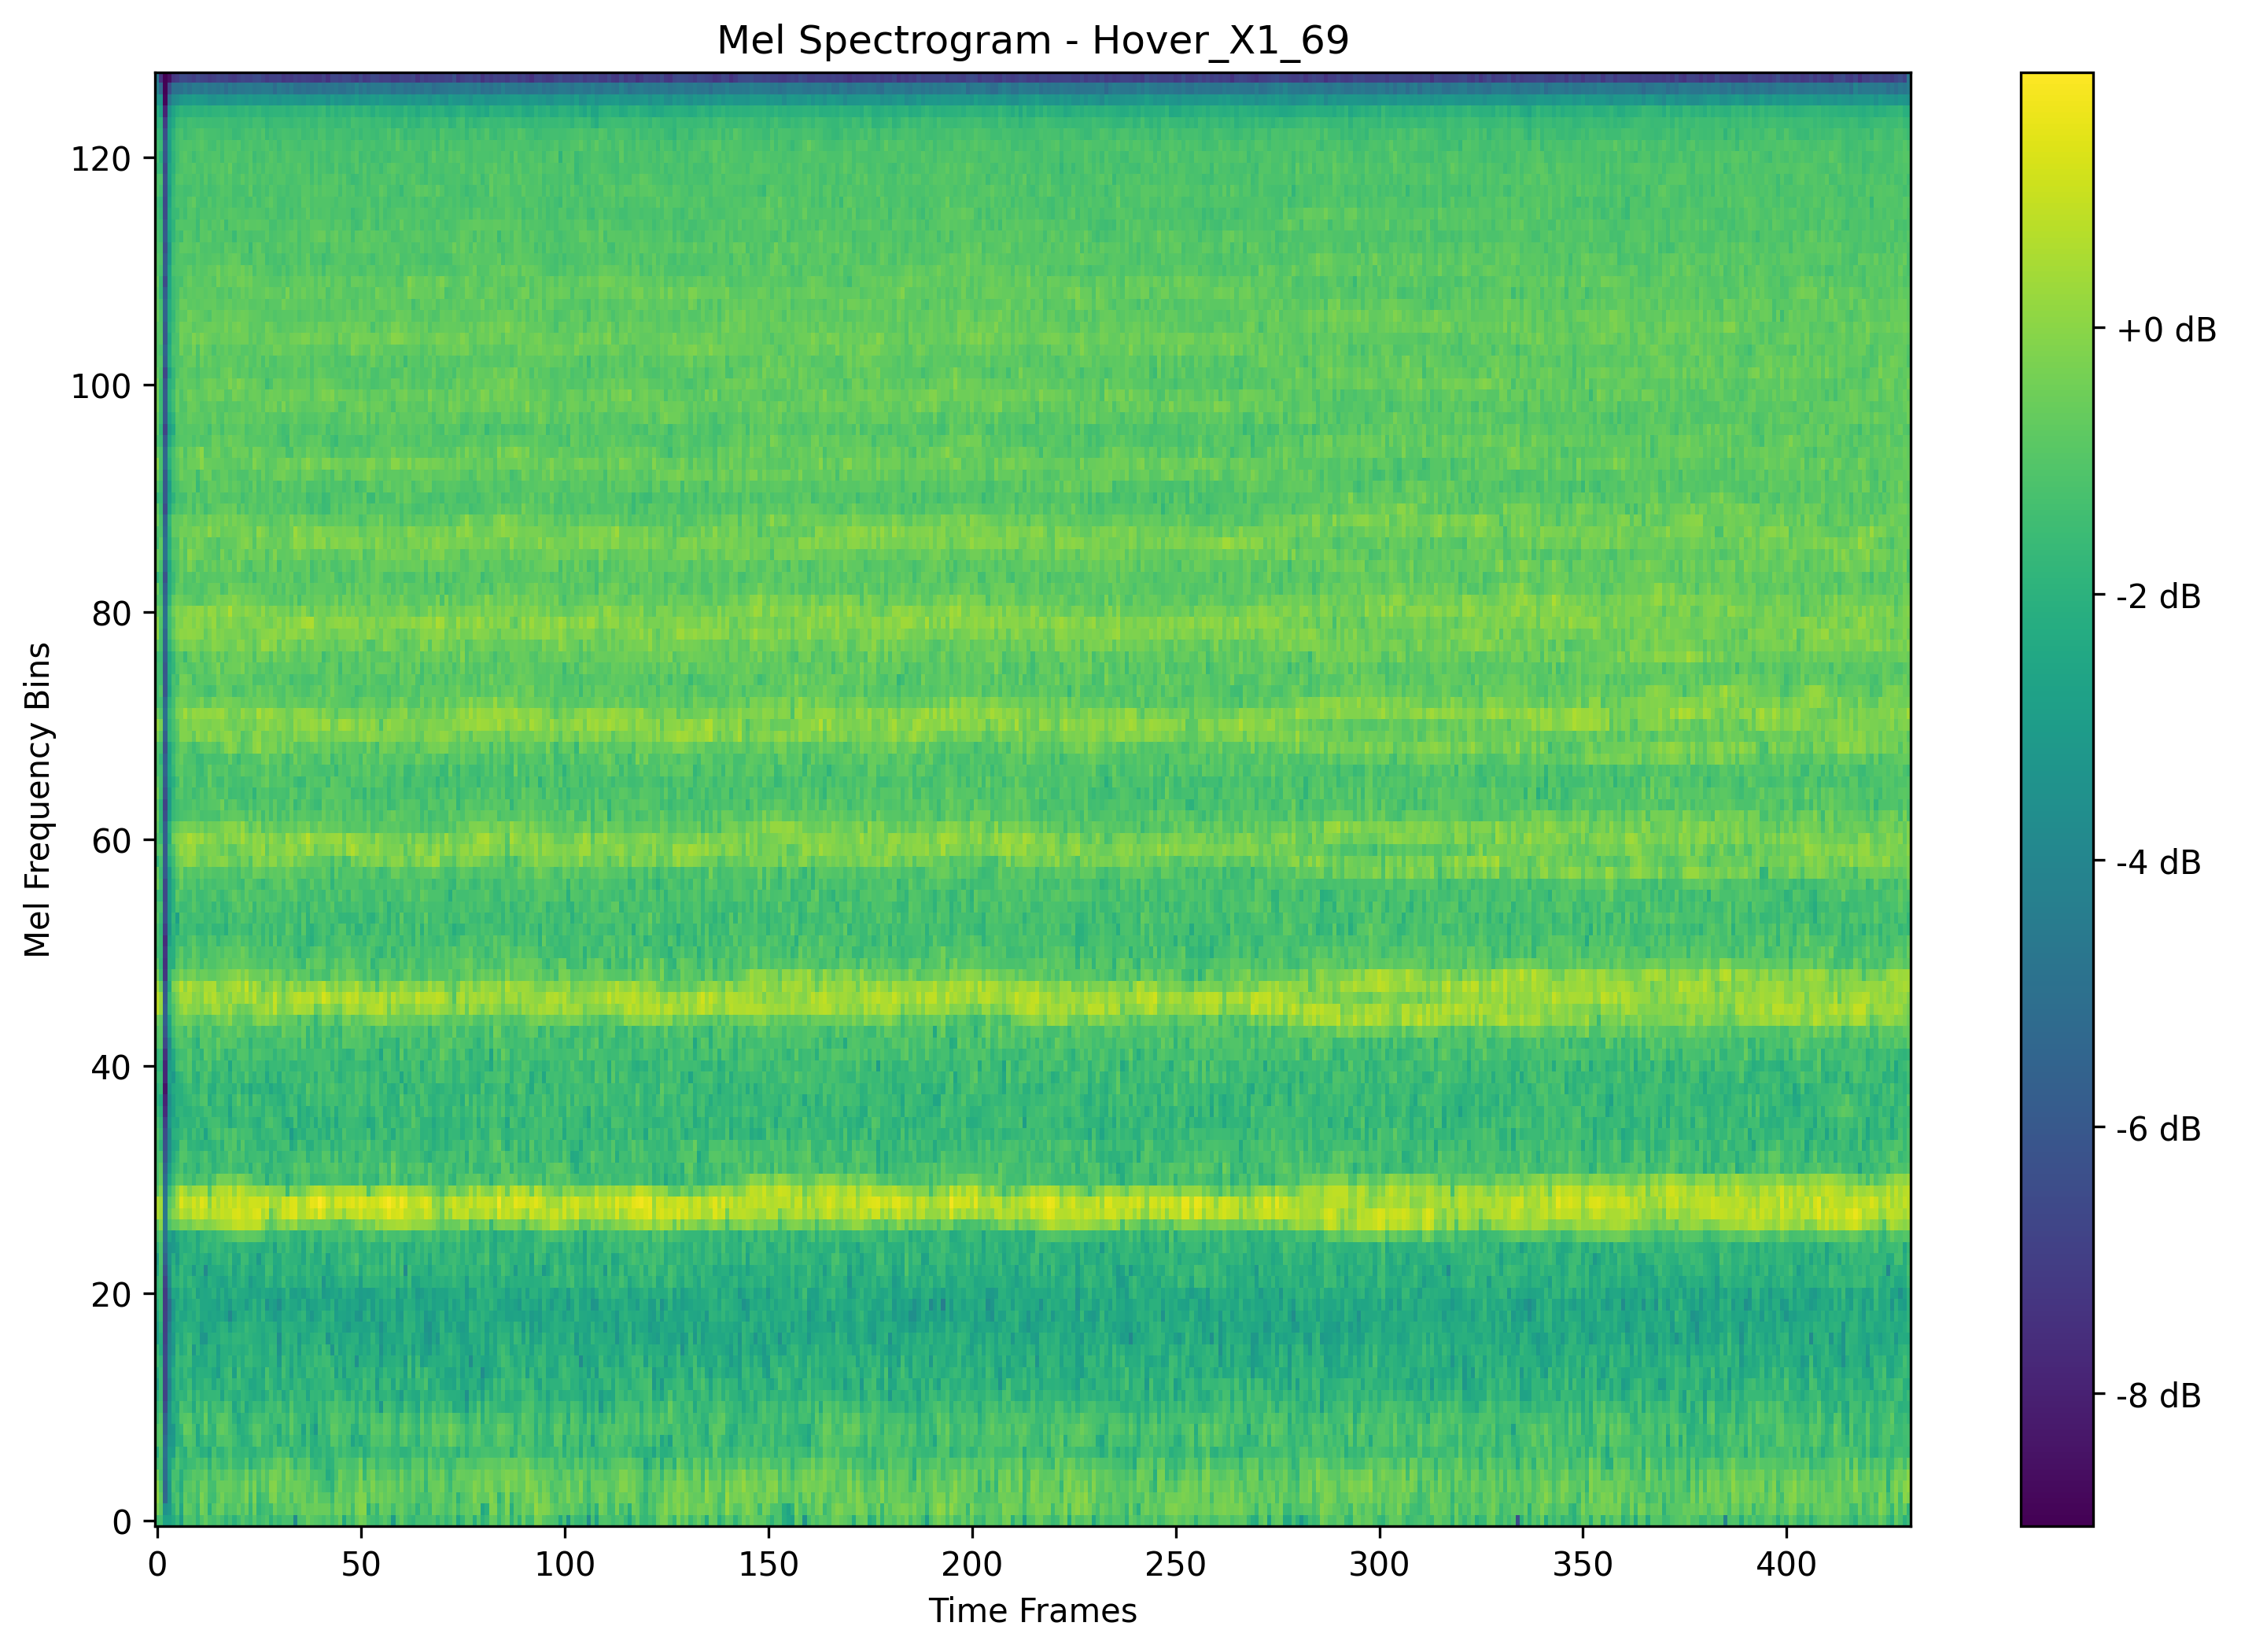 Mel Spectrogram - Hover_X1_69
Mel Frequency Bins
120
100
80
60
40
20
0
0 50 100 150 200 250 300 350 400
Time Frames
+0 dB
-2 dB
-4 dB
-6 dB
-8 dB